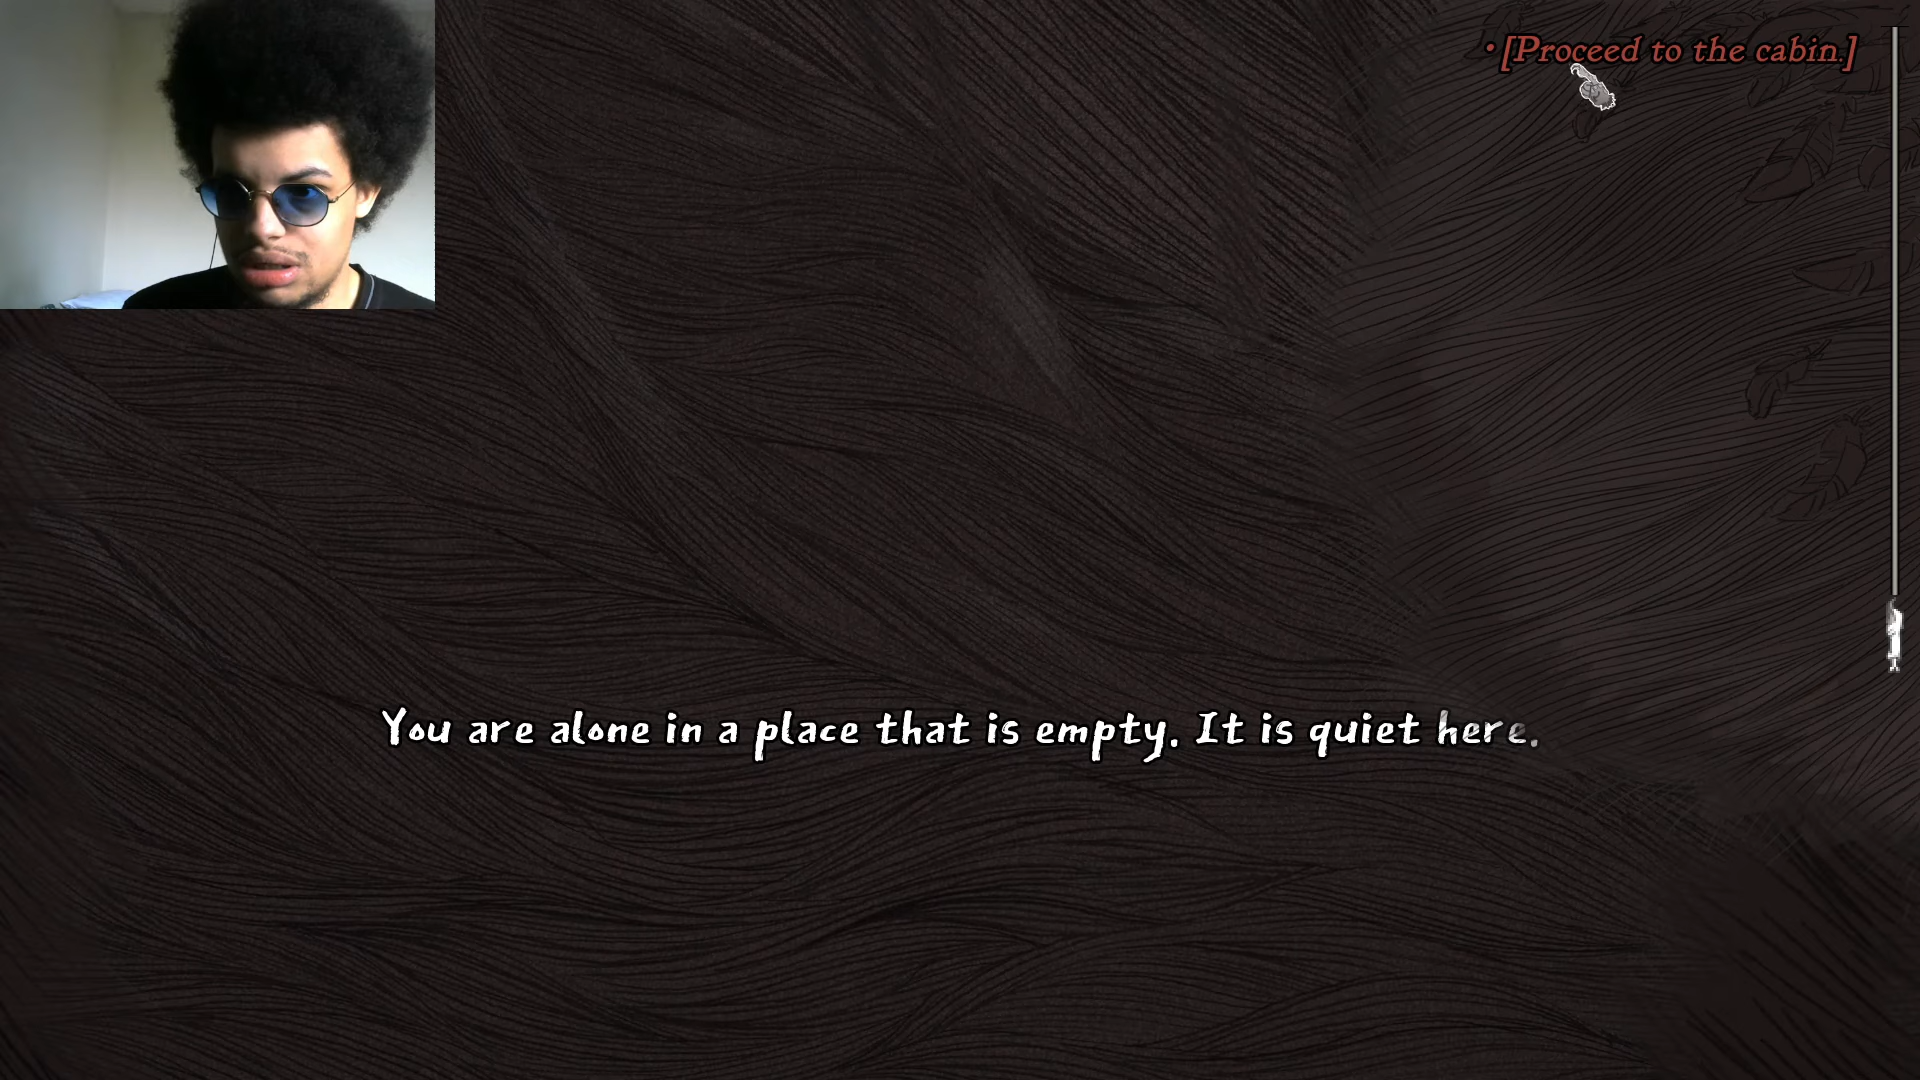 • [Proceed to the cabin.]
You are alone in a place that is empty. It is quiet here.